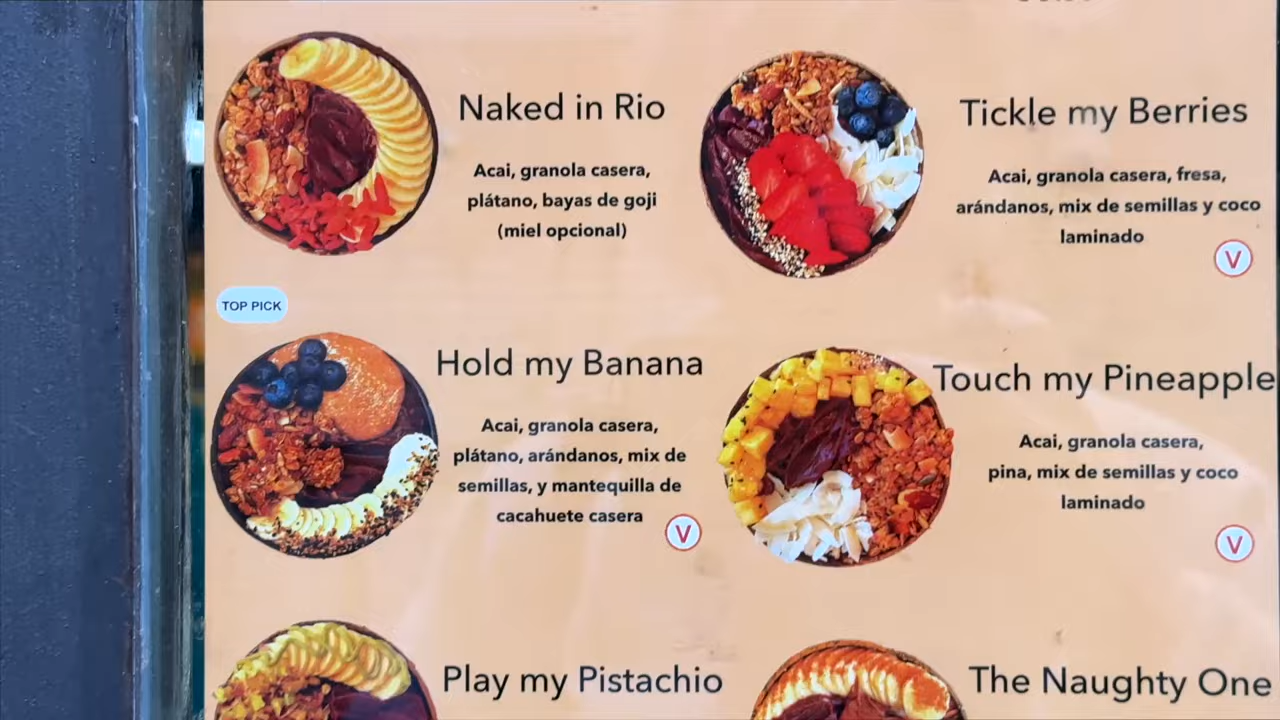 Naked in Rio
Acai, granola casera,
plátano, bayas de goji
(miel opcional)
Tickle my Berries
Acai, granola casera, fresa,
arándanos, mix de semillas y coco
laminado
V
TOP PICK
Hold my Banana
Acai, granola casera,
plátano, arándanos, mix de
semillas, y mantequilla de
cacahuete casera
V
Touch my Pineapple
Acai, granola casera,
pina, mix de semillas y coco
laminado
V
Play my Pistachio
The Naughty One